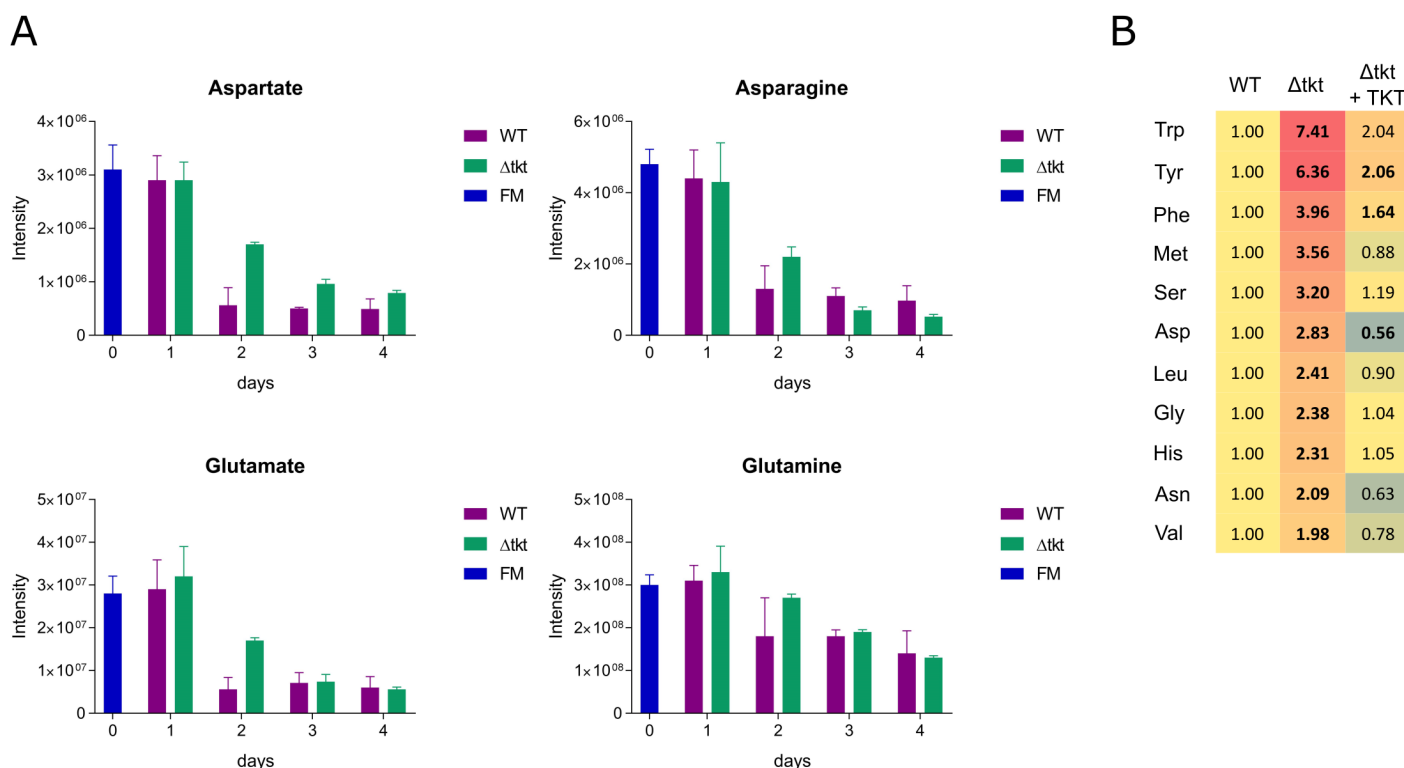 A
Aspartate
Intensity
4×10^06
3×10^06
2×10^06
1×10^06
0
0 1 2 3 4
days
WT
Δtkt
FM
Asparagine
Intensity
6×10^06
4×10^06
2×10^06
0
0 1 2 3 4
days
WT
Δtkt
FM
Glutamate
Intensity
5×10^07
4×10^07
3×10^07
2×10^07
1×10^07
0
0 1 2 3 4
days
WT
Δtkt
FM
Glutamine
Intensity
5×10^08
4×10^08
3×10^08
2×10^08
1×10^08
0
0 1 2 3 4
days
WT
Δtkt
FM
B
WT Δtkt Δtkt
+ TKT
Trp 1.00 7.41 2.04
Tyr 1.00 6.36 2.06
Phe 1.00 3.96 1.64
Met 1.00 3.56 0.88
Ser 1.00 3.20 1.19
Asp 1.00 2.83 0.56
Leu 1.00 2.41 0.90
Gly 1.00 2.38 1.04
His 1.00 2.31 1.05
Asn 1.00 2.09 0.63
Val 1.00 1.98 0.78